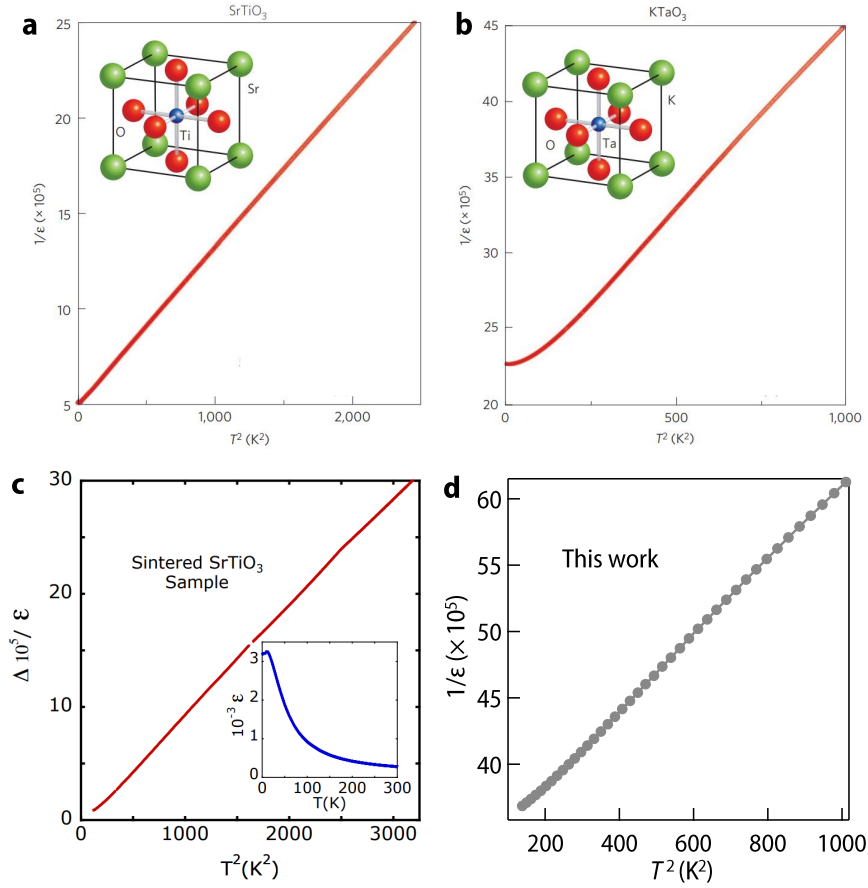 a
SrTiO₃
25
20
15
10
5
1/ε (× 10⁵)
Sr
O
Ti
0
1,000
2,000
T² (K²)
b
KTaO₃
45
40
35
30
25
20
1/ε (× 10⁵)
K
O
Ta
0
500
1,000
T² (K²)
c
30
20
10
0
Δ 10⁵/ ε
Sintered SrTiO₃
Sample
3
2
1
0
10⁻³ ε
0 100 200 300
T(K)
0 1000 2000 3000
T²(K²)
d
This work
60
55
50
45
40
1/ε (× 10⁵)
200 400 600 800 1000
T² (K²)